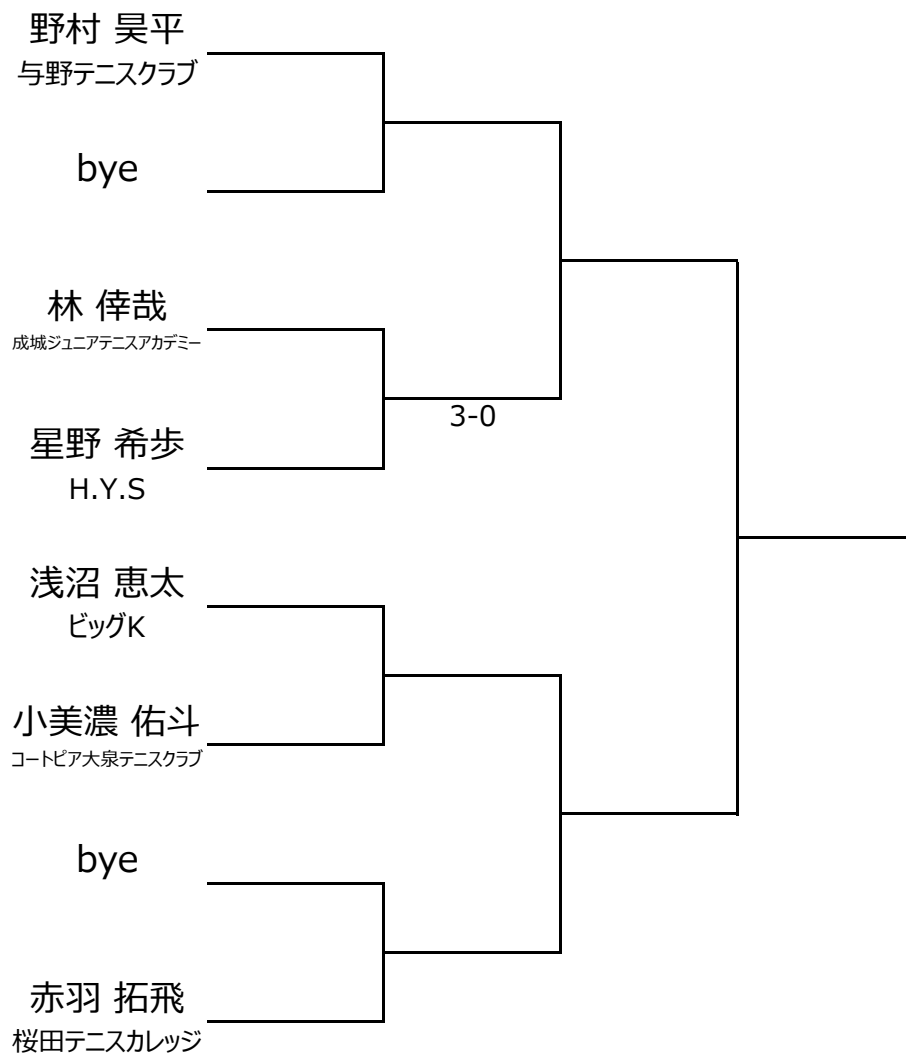 野村 昊平
与野テニスクラブ
bye
林 倖哉
成城ジュニアテニスアカデミー
3-0
星野 希歩
H.Y.S
浅沼 恵太
ビッグK
小美濃 佑斗
コートピア大泉テニスクラブ
bye
赤羽 拓飛
桜田テニスカレッジ